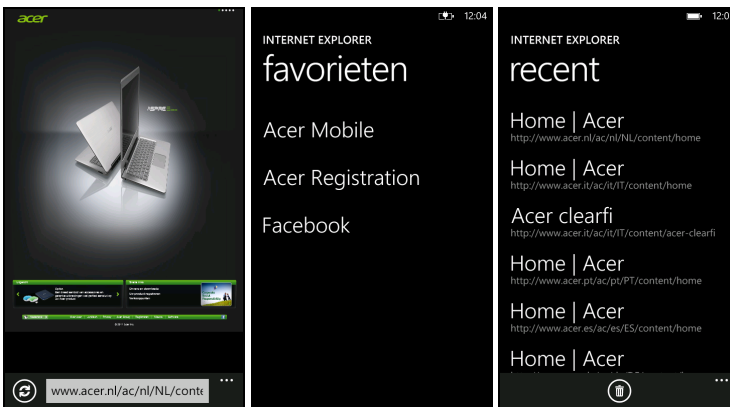 acer
www.acer.nl/ac/nl/NL/conte
12:04
INTERNET EXPLORER
favorieten
Acer Mobile
Acer Registration
Facebook
12:0
INTERNET EXPLORER
recent
Home | Acer
http://www.acer.nl/ac/nl/NL/content/home
Home | Acer
http://www.acer.it/ac/it/IT/content/home
Acer clearfi
http://www.acer.it/ac/it/IT/content/acer-clearfi
Home | Acer
http://www.acer.pt/ac/pt/PT/content/home
Home | Acer
http://www.acer.es/ac/es/ES/content/home
Home | Acer